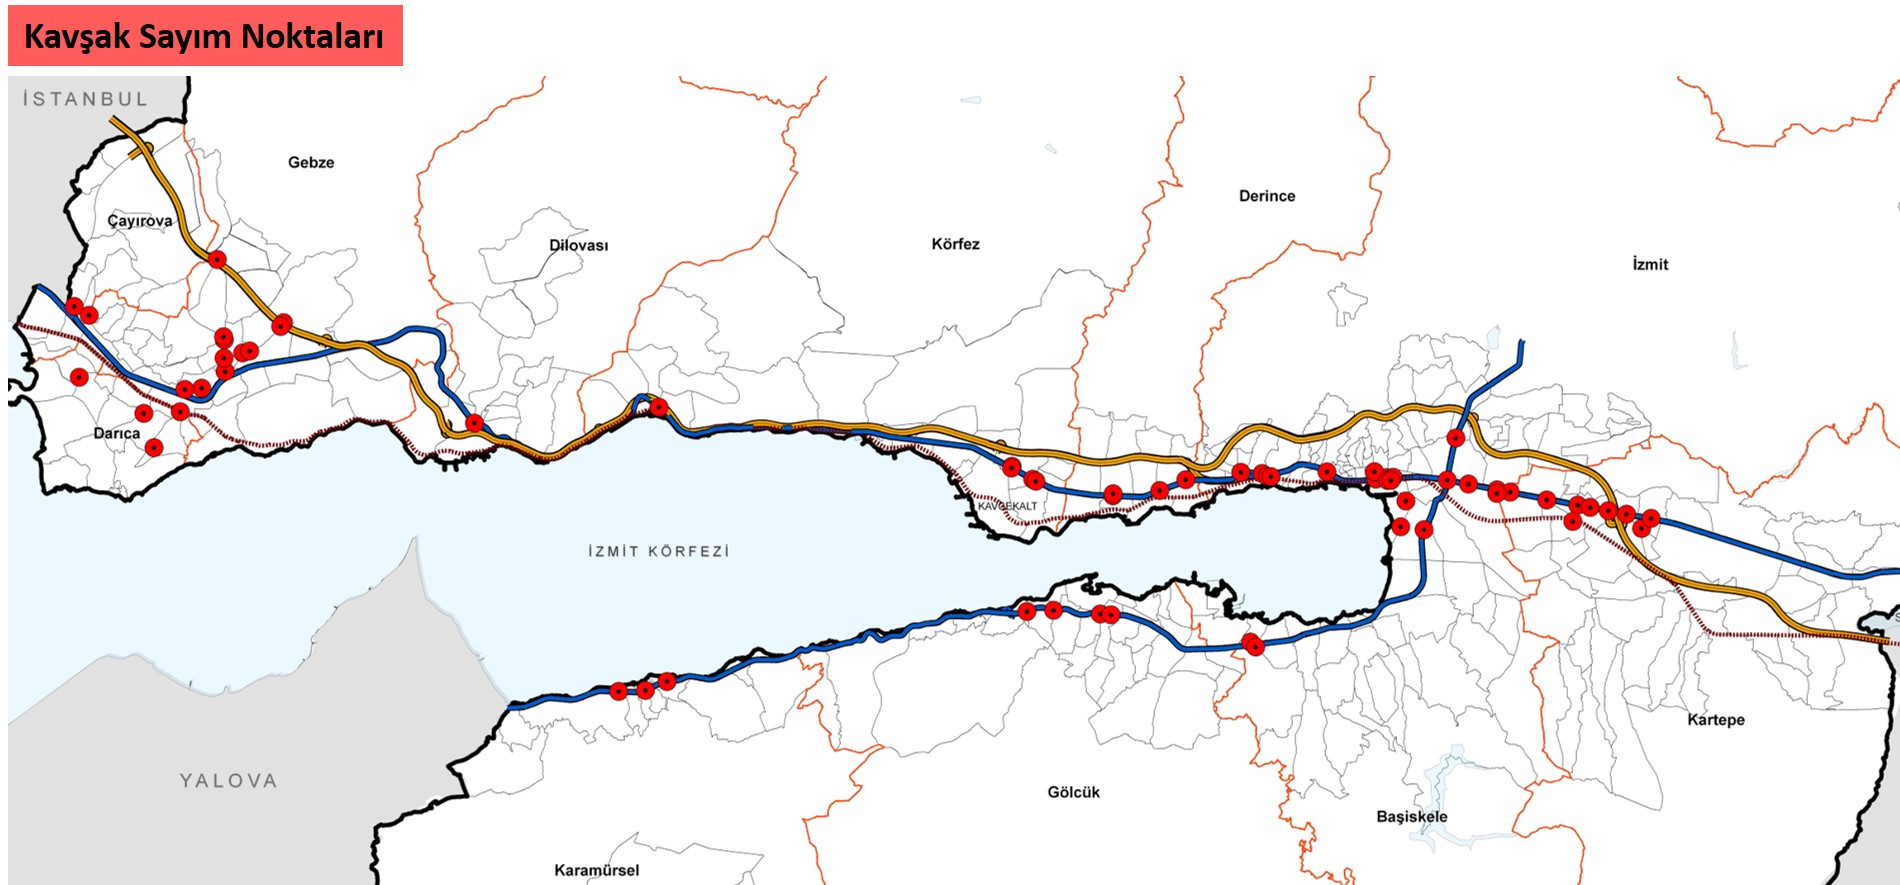 Kavşak Sayım Noktaları
İSTANBUL
Gebze
Derince
Çayırova
Dilovası
Körfez
İzmit
Darıca
KAVCEKALT
İZMİT KÖRFEZİ
Kartepe
YALOVA
Gölcük
Başiskele
Karamürsel